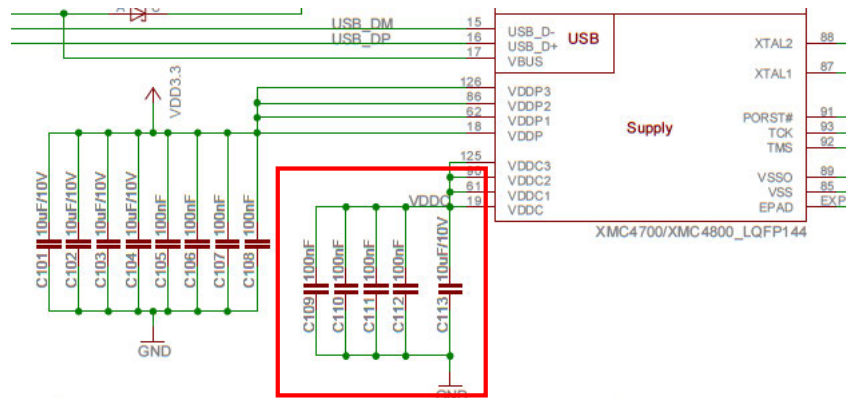 A
C
USB_DM
15
USB_DP
16
17
USB_D-
USB_D+
VBUS
USB
XTAL2
88
XTAL1
87
VDD3.3
126
86
62
18
VDDP3
VDDP2
VDDP1
VDDP
Supply
PORST#
91
TCK
93
TMS
92
125
61
VDDC
19
VDDC3
VDDC2
VDDC1
VDDC
VSSO
89
VSS
85
EPAD
EXP
XMC4700/XMC4800_LQFP144
C101 10uF/10V
C102 10uF/10V
C103 10uF/10V
C104 10uF/10V
C105 100nF
C106 100nF
C107 100nF
C108 100nF
C109 100nF
C110 100nF
C111 100nF
C112 100nF
C113 10uF/10V
GND
GND